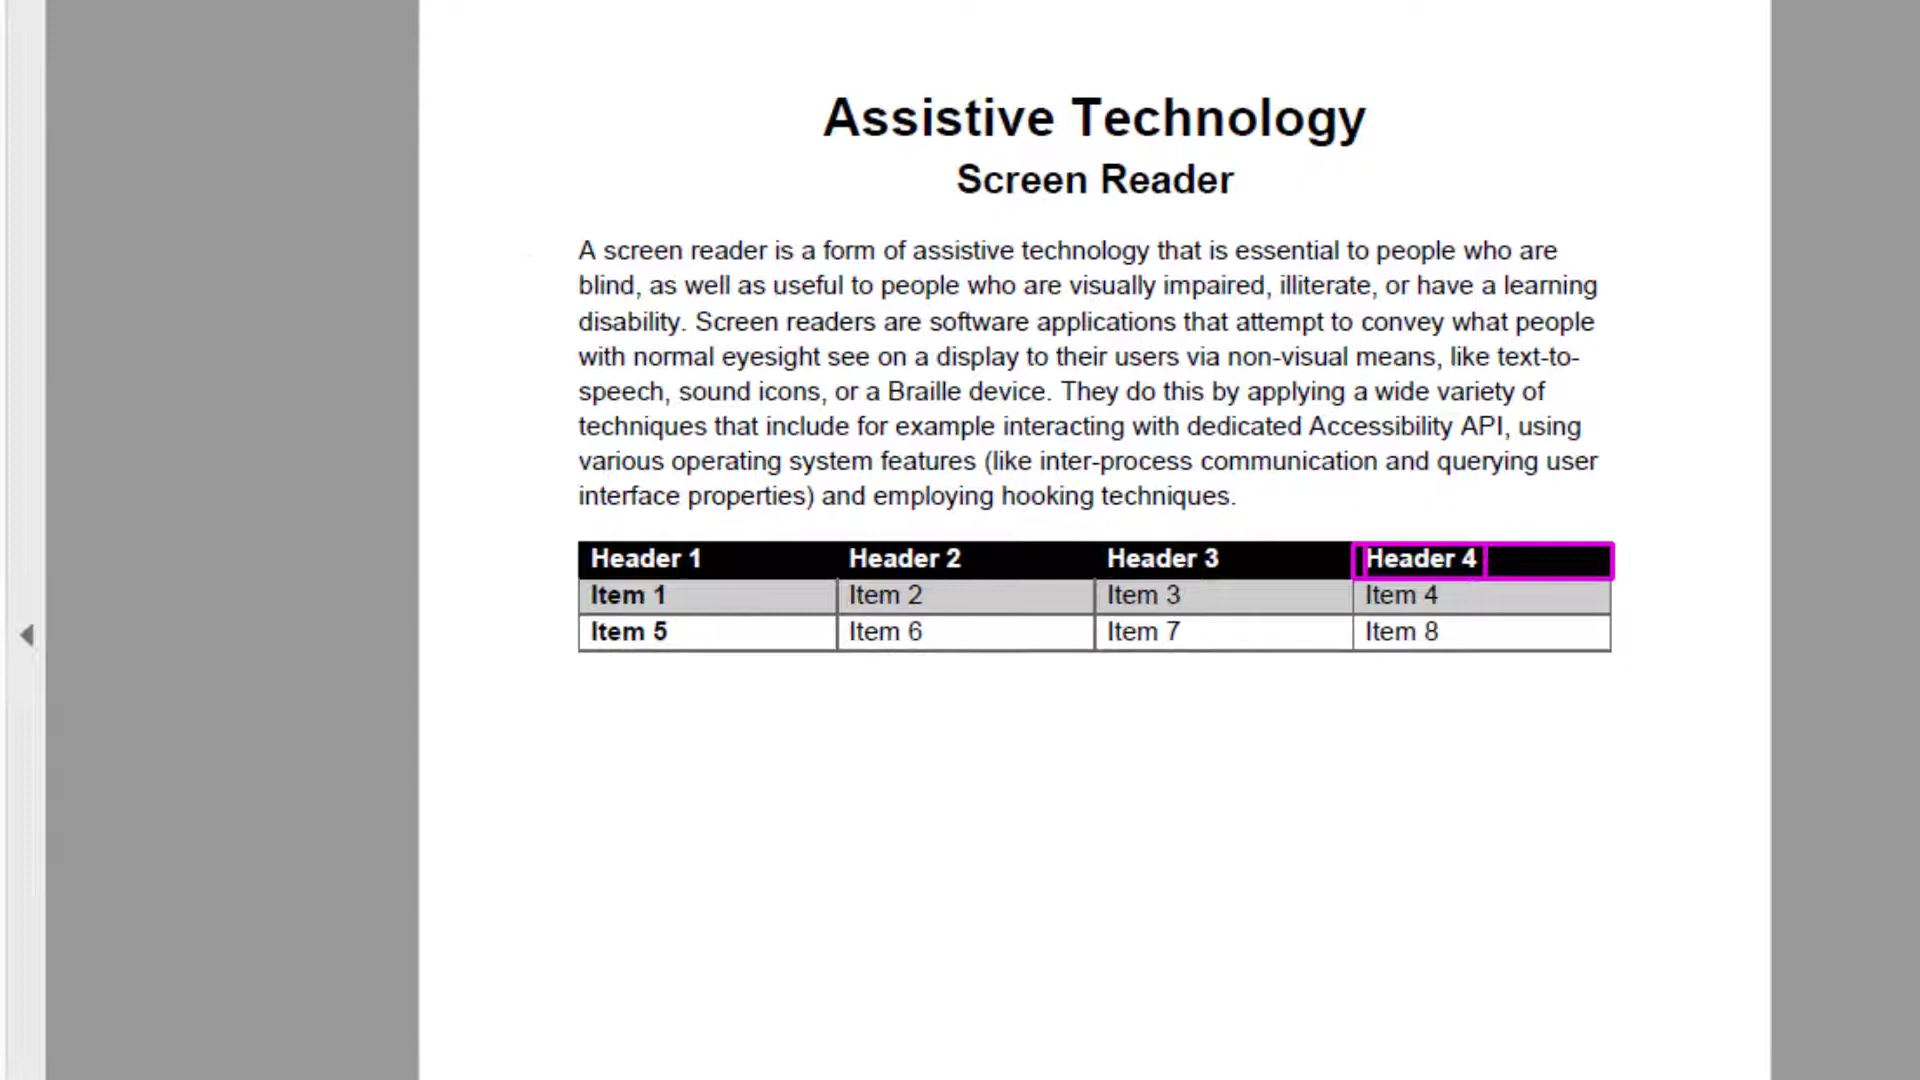 Assistive Technology
Screen Reader
A screen reader is a form of assistive technology that is essential to people who are
blind, as well as useful to people who are visually impaired, illiterate, or have a learning
disability. Screen readers are software applications that attempt to convey what people
with normal eyesight see on a display to their users via non-visual means, like text-to-
speech, sound icons, or a Braille device. They do this by applying a wide variety of
techniques that include for example interacting with dedicated Accessibility API, using
various operating system features (like inter-process communication and querying user
interface properties) and employing hooking techniques.
Header 1 Header 2 Header 3 Header 4
Item 1 Item 2 Item 3 Item 4
Item 5 Item 6 Item 7 Item 8